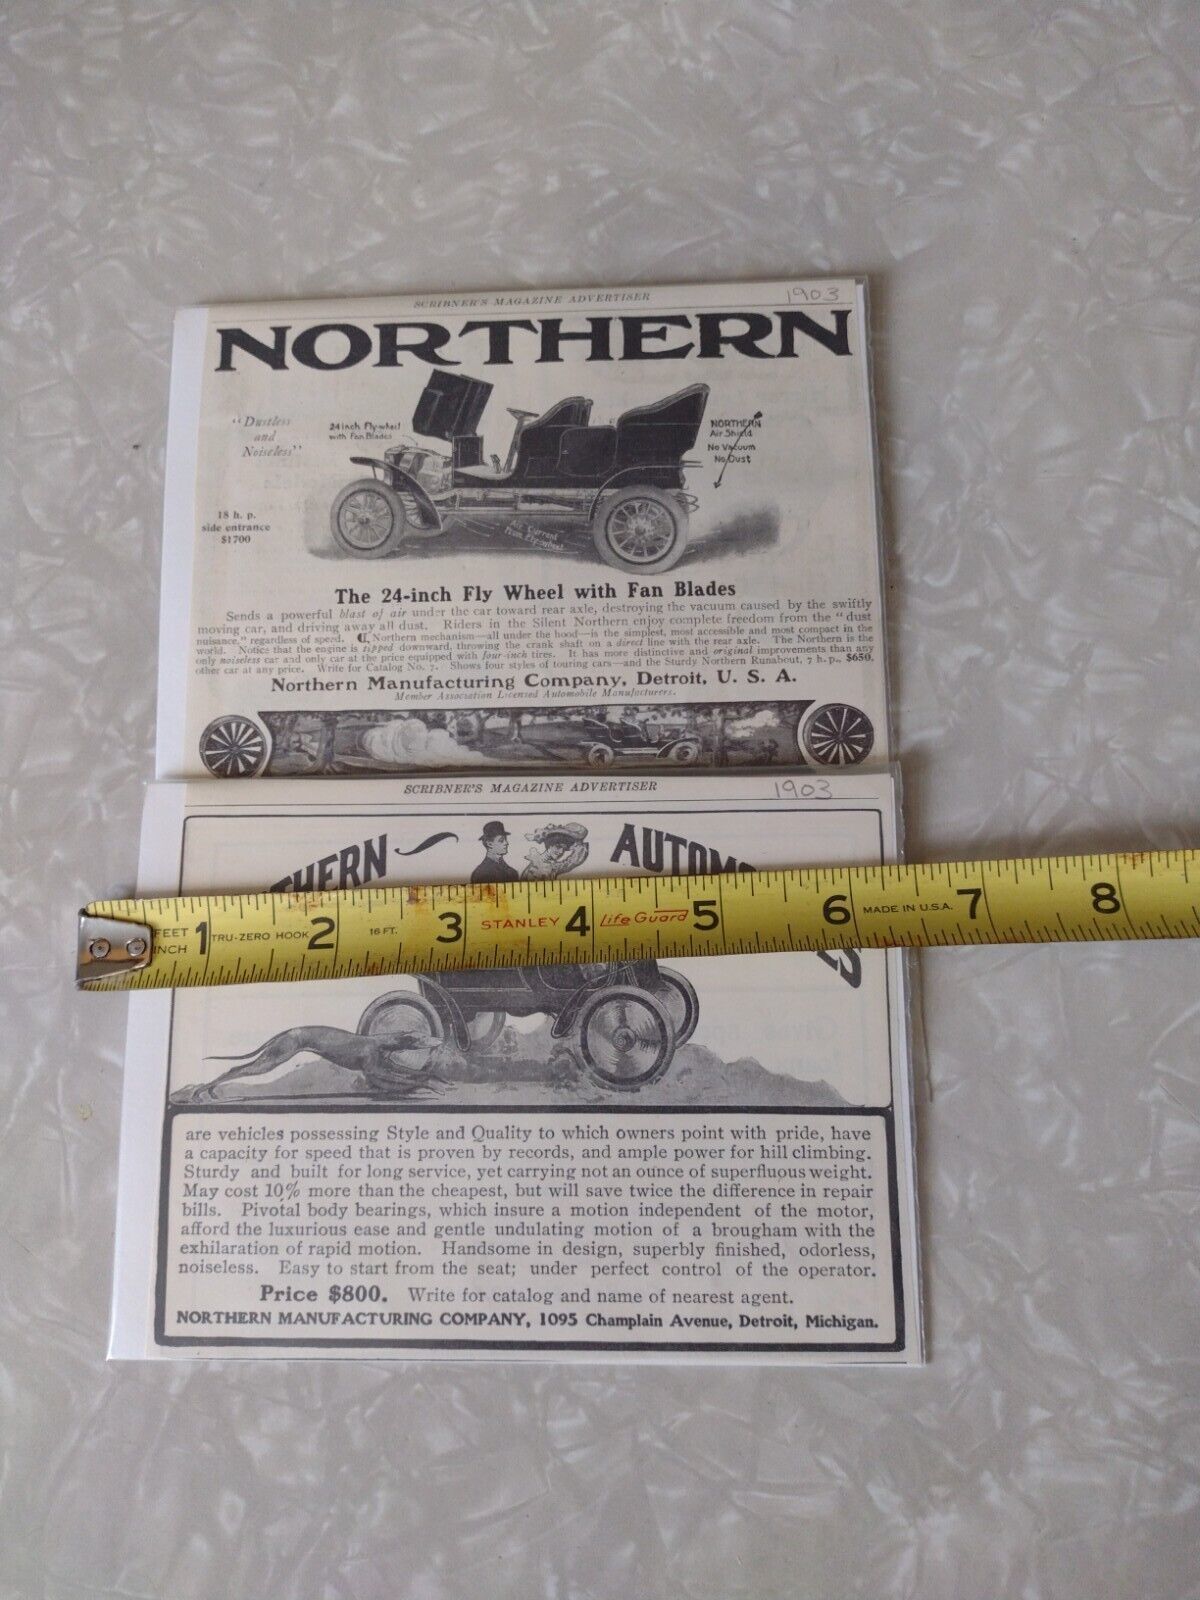 SCRIBNER'S MAGAZINE ADVERTISER 1903
NORTHERN
"Dustless
and
Noiseless"
24 inch Fly-wheel
with Fan Blades
NORTHERN
Air Shield
No Vacuum
No Dust
18 h. p.
side entrance
$1700
Air Current
From Fly-wheel
The 24-inch Fly Wheel with Fan Blades
Sends a powerful blast of air under the car toward rear axle, destroying the vacuum caused by the swiftly
moving car, and driving away all dust. Riders in the Silent Northern enjoy complete freedom from the "dust
nuisance," regardless of speed. ⁋ Northern mechanism—all under the hood—is the simplest, most accessible and most compact in the
world. Notice that the engine is tipped downward, throwing the crank shaft on a direct line with the rear axle. The Northern is the
only noiseless car and only car at the price equipped with four-inch tires. It has more distinctive and original improvements than any
other car at any price. Write for Catalog No. 7. Shows four styles of touring cars—and the Sturdy Northern Runabout, 7 h. p., $650.
Northern Manufacturing Company, Detroit, U. S. A.
Member Association Licensed Automobile Manufacturers.
SCRIBNER'S MAGAZINE ADVERTISER 1903
THERN AUTOMO
FEET
INCH 1 TRU-ZERO HOOK 2 16 FT. 3 STANLEY 4 Life Guard 5 6 MADE IN U.S.A. 7 8
ES
are vehicles possessing Style and Quality to which owners point with pride, have
a capacity for speed that is proven by records, and ample power for hill climbing.
Sturdy and built for long service, yet carrying not an ounce of superfluous weight.
May cost 10% more than the cheapest, but will save twice the difference in repair
bills. Pivotal body bearings, which insure a motion independent of the motor,
afford the luxurious ease and gentle undulating motion of a brougham with the
exhilaration of rapid motion. Handsome in design, superbly finished, odorless,
noiseless. Easy to start from the seat; under perfect control of the operator.
Price $800. Write for catalog and name of nearest agent.
NORTHERN MANUFACTURING COMPANY, 1095 Champlain Avenue, Detroit, Michigan.